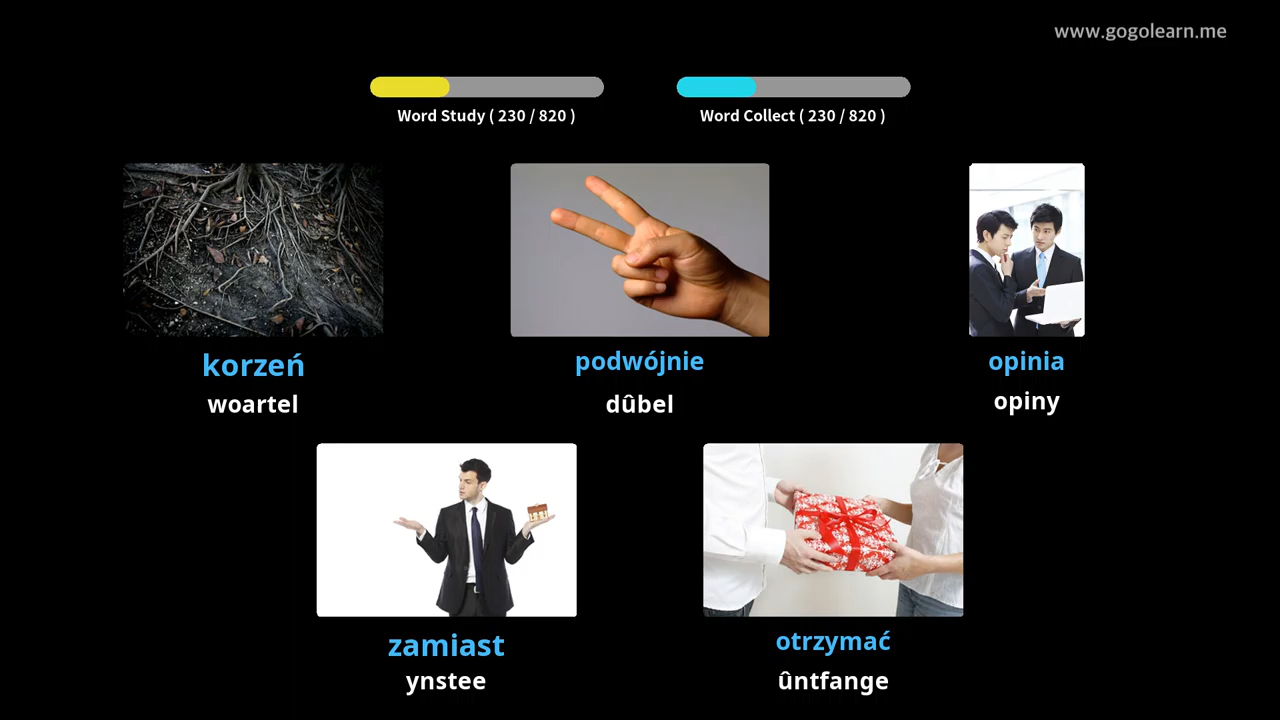 www.gogolearn.me
Word Study ( 230 / 820 )
Word Collect ( 230 / 820 )
korzeń
woartel
podwójnie
dûbel
opinia
opiny
zamiast
ynstee
otrzymać
ûntfange